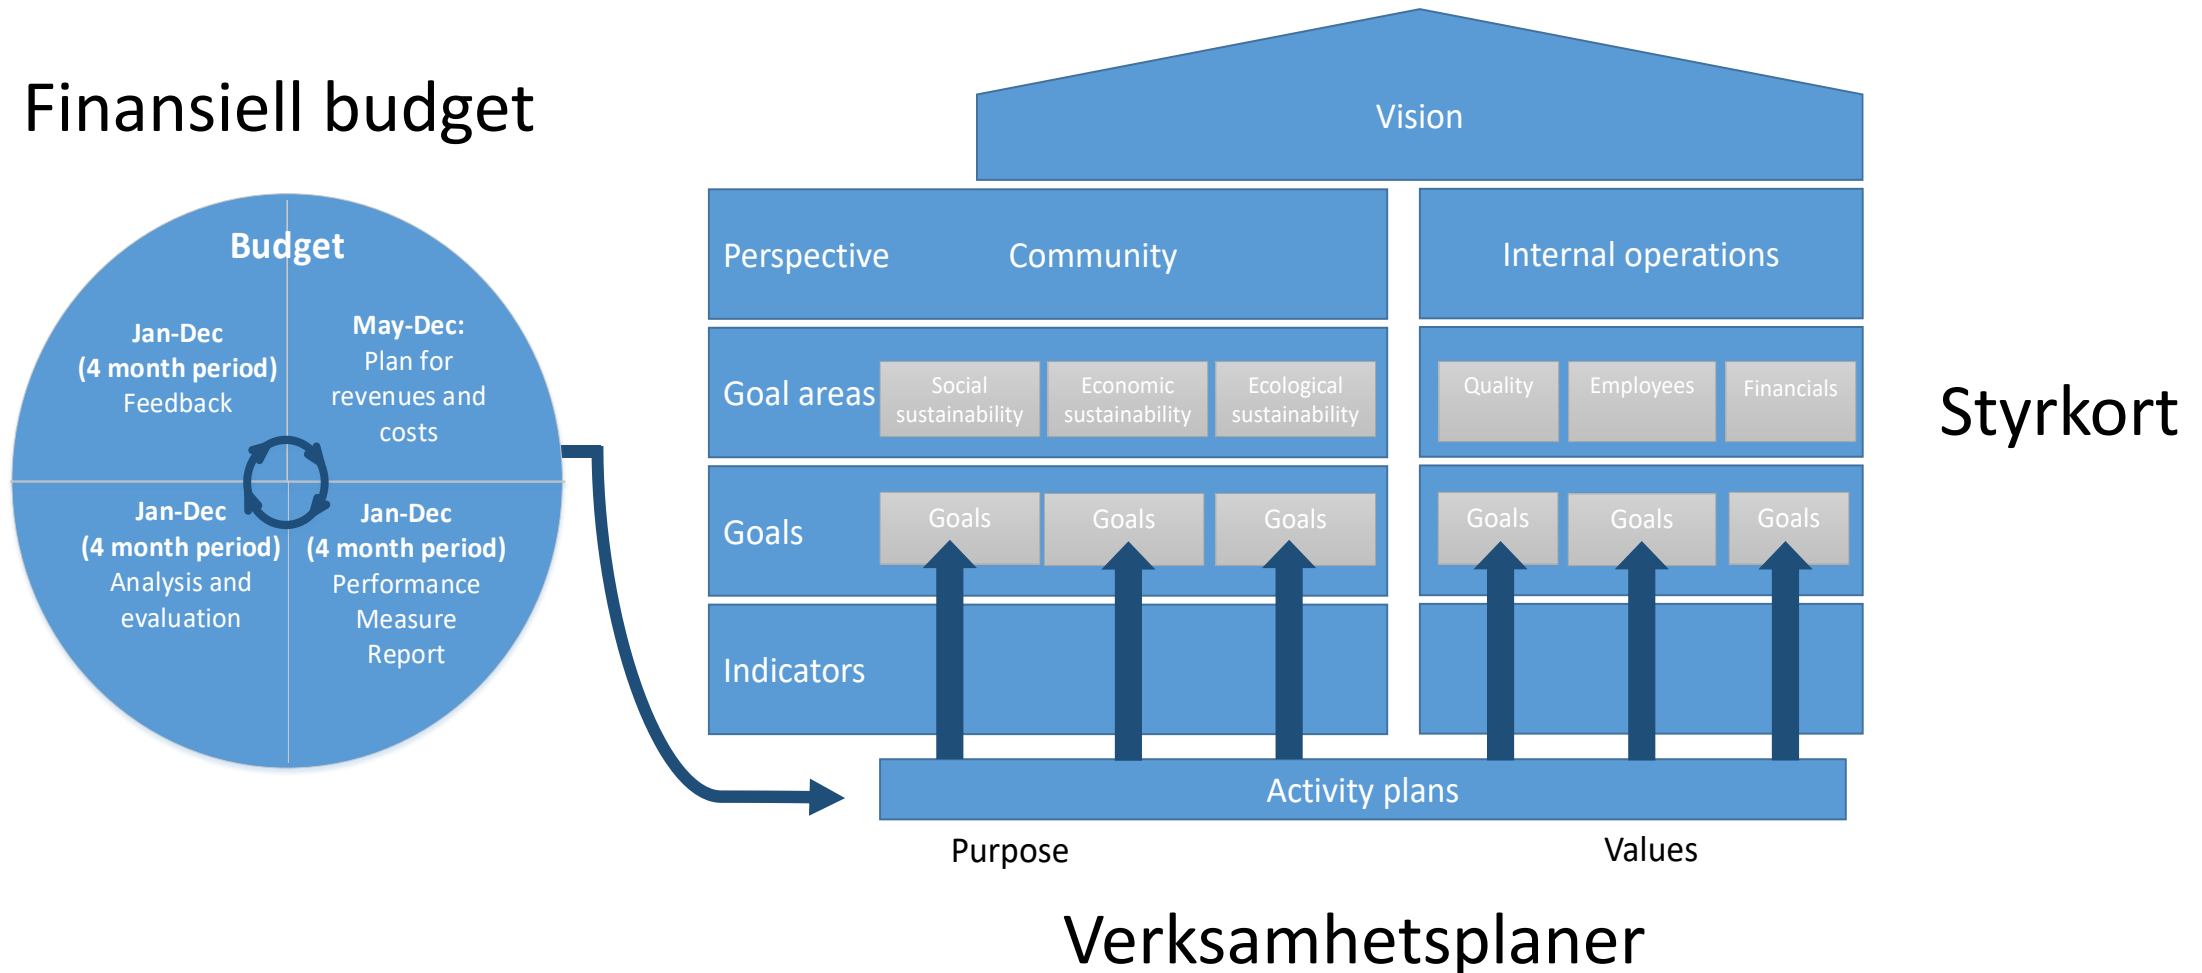 Finansiell budget
Budget
Jan-Dec
(4 month period)
Feedback
May-Dec:
Plan for
revenues and
costs
Jan-Dec
(4 month period)
Analysis and
evaluation
Jan-Dec
(4 month period)
Performance
Measure
Report
Vision
Perspective
Community
Internal operations
Goal areas
Social
sustainability
Economic
sustainability
Ecological
sustainability
Quality
Employees
Financials
Goals
Goals
Goals
Goals
Goals
Goals
Goals
Indicators
Activity plans
Purpose
Values
Styrkort
Verksamhetsplaner